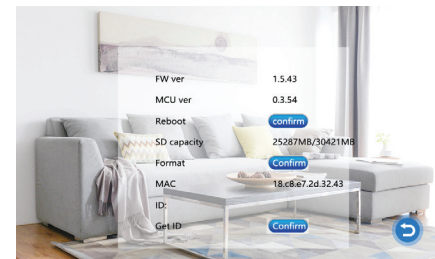 FW ver 1.5.43
MCU ver 0.3.54
Reboot confirm
SD capacity 25287MB/30421MB
Format Confirm
MAC 18.c8.e7.2d.32.43
ID:
Get ID Confirm